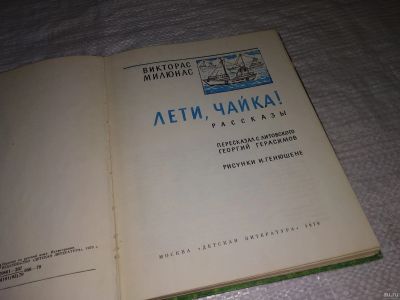 ВИКТОРАС
МИЛЮНАС
ЛЕТИ, ЧАЙКА!
РАССКАЗЫ
ПЕРЕСКАЗАЛ С ЛИТОВСКОГО
ГЕОРГИЙ ГЕРАСИМОВ
РИСУНКИ И. ГЕНЮШЕНЕ
МОСКВА «ДЕТСКАЯ ЛИТЕРАТУРА» 1979